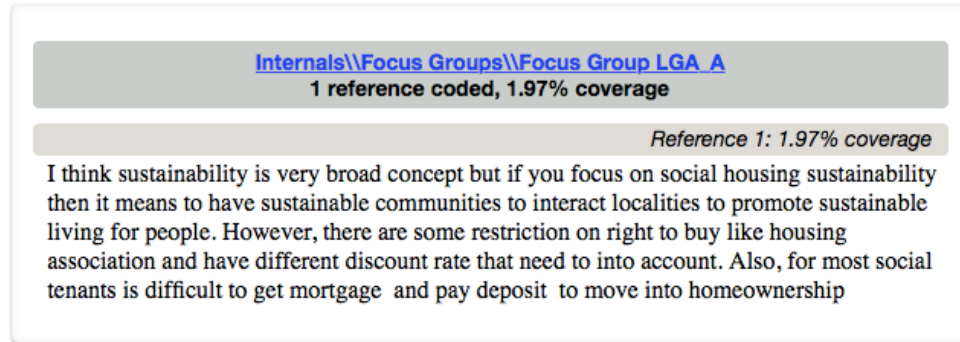 Internals\\Focus Groups\\Focus Group LGA_A
1 reference coded, 1.97% coverage
Reference 1: 1.97% coverage
I think sustainability is very broad concept but if you focus on social housing sustainability
then it means to have sustainable communities to interact localities to promote sustainable
living for people. However, there are some restriction on right to buy like housing
association and have different discount rate that need to into account. Also, for most social
tenants is difficult to get mortgage  and pay deposit  to move into homeownership